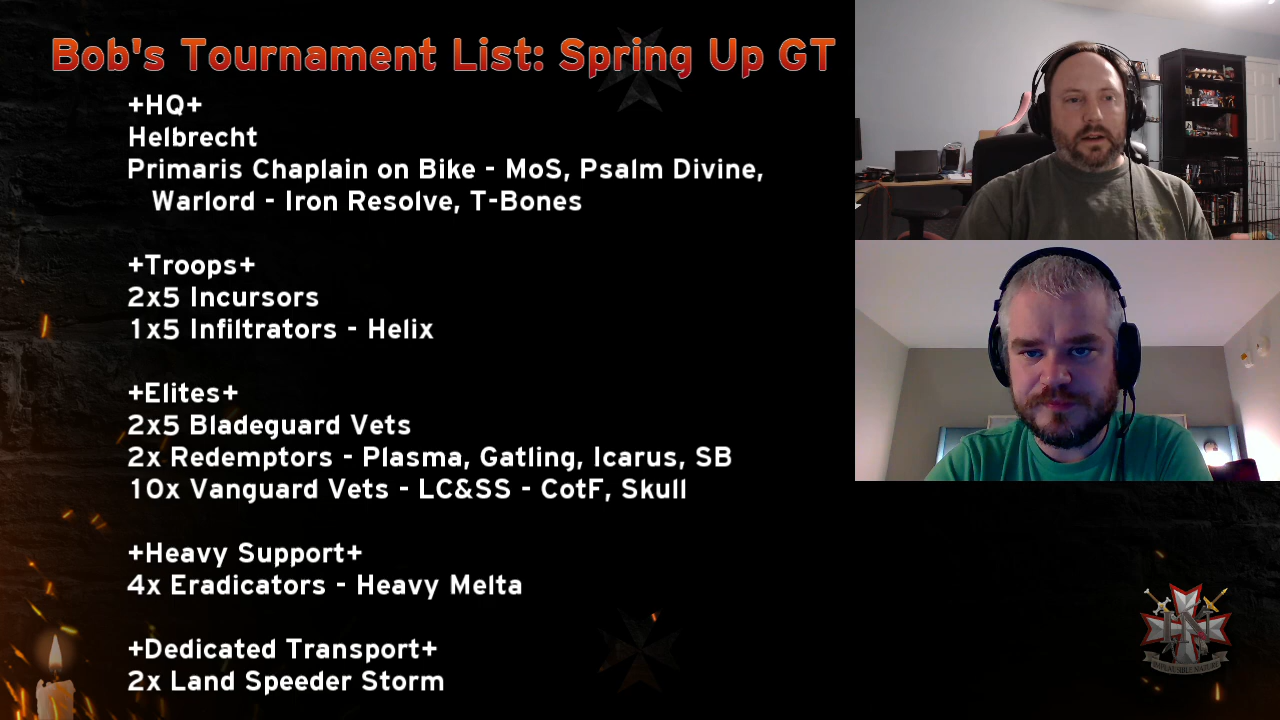 Bob's Tournament List: Spring Up GT
+HQ+
Helbrecht
Primaris Chaplain on Bike - MoS, Psalm Divine,
Warlord - Iron Resolve, T-Bones
+Troops+
2x5 Incursors
1x5 Infiltrators - Helix
+Elites+
2x5 Bladeguard Vets
2x Redemptors - Plasma, Gatling, Icarus, SB
10x Vanguard Vets - LC&SS - CotF, Skull
+Heavy Support+
4x Eradicators - Heavy Melta
+Dedicated Transport+
2x Land Speeder Storm